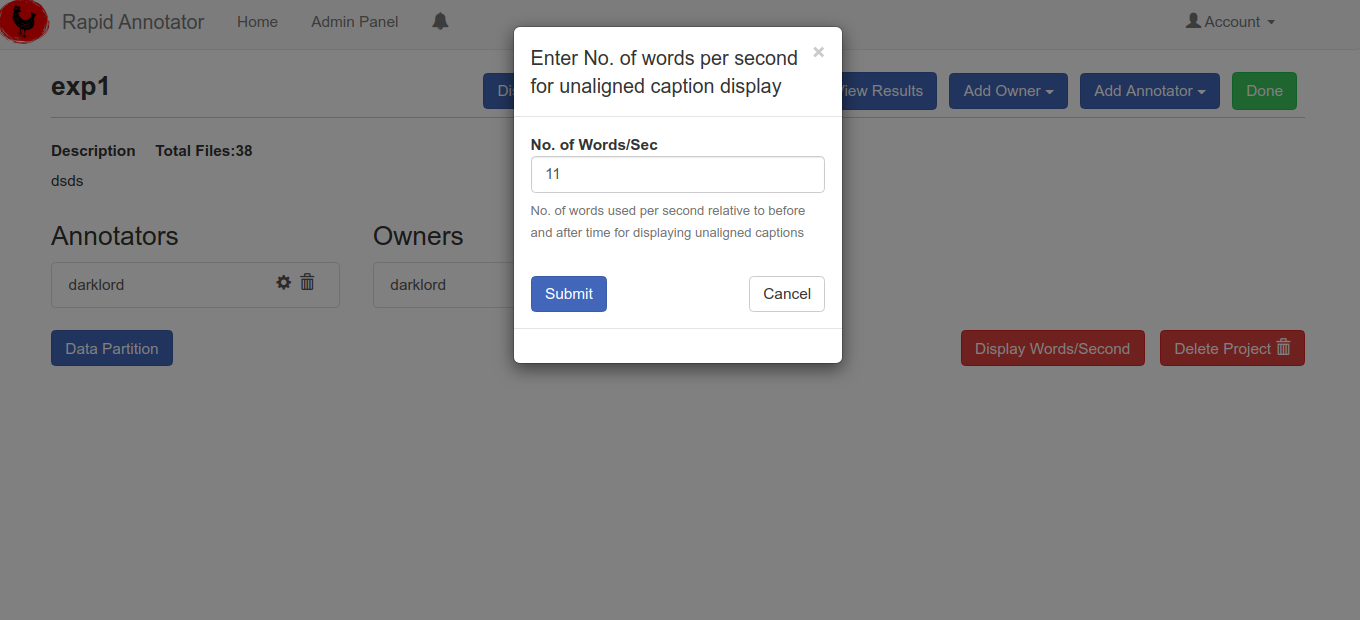 Rapid Annotator Home Admin Panel Account
Enter No. of words per second
for unaligned caption display
×
exp1
View Results Add Owner Add Annotator Done
No. of Words/Sec
11
No. of words used per second relative to before
and after time for displaying unaligned captions
Submit Cancel
Description Total Files:38
dsds
Annotators Owners
darklord darklord
Data Partition Display Words/Second Delete Project